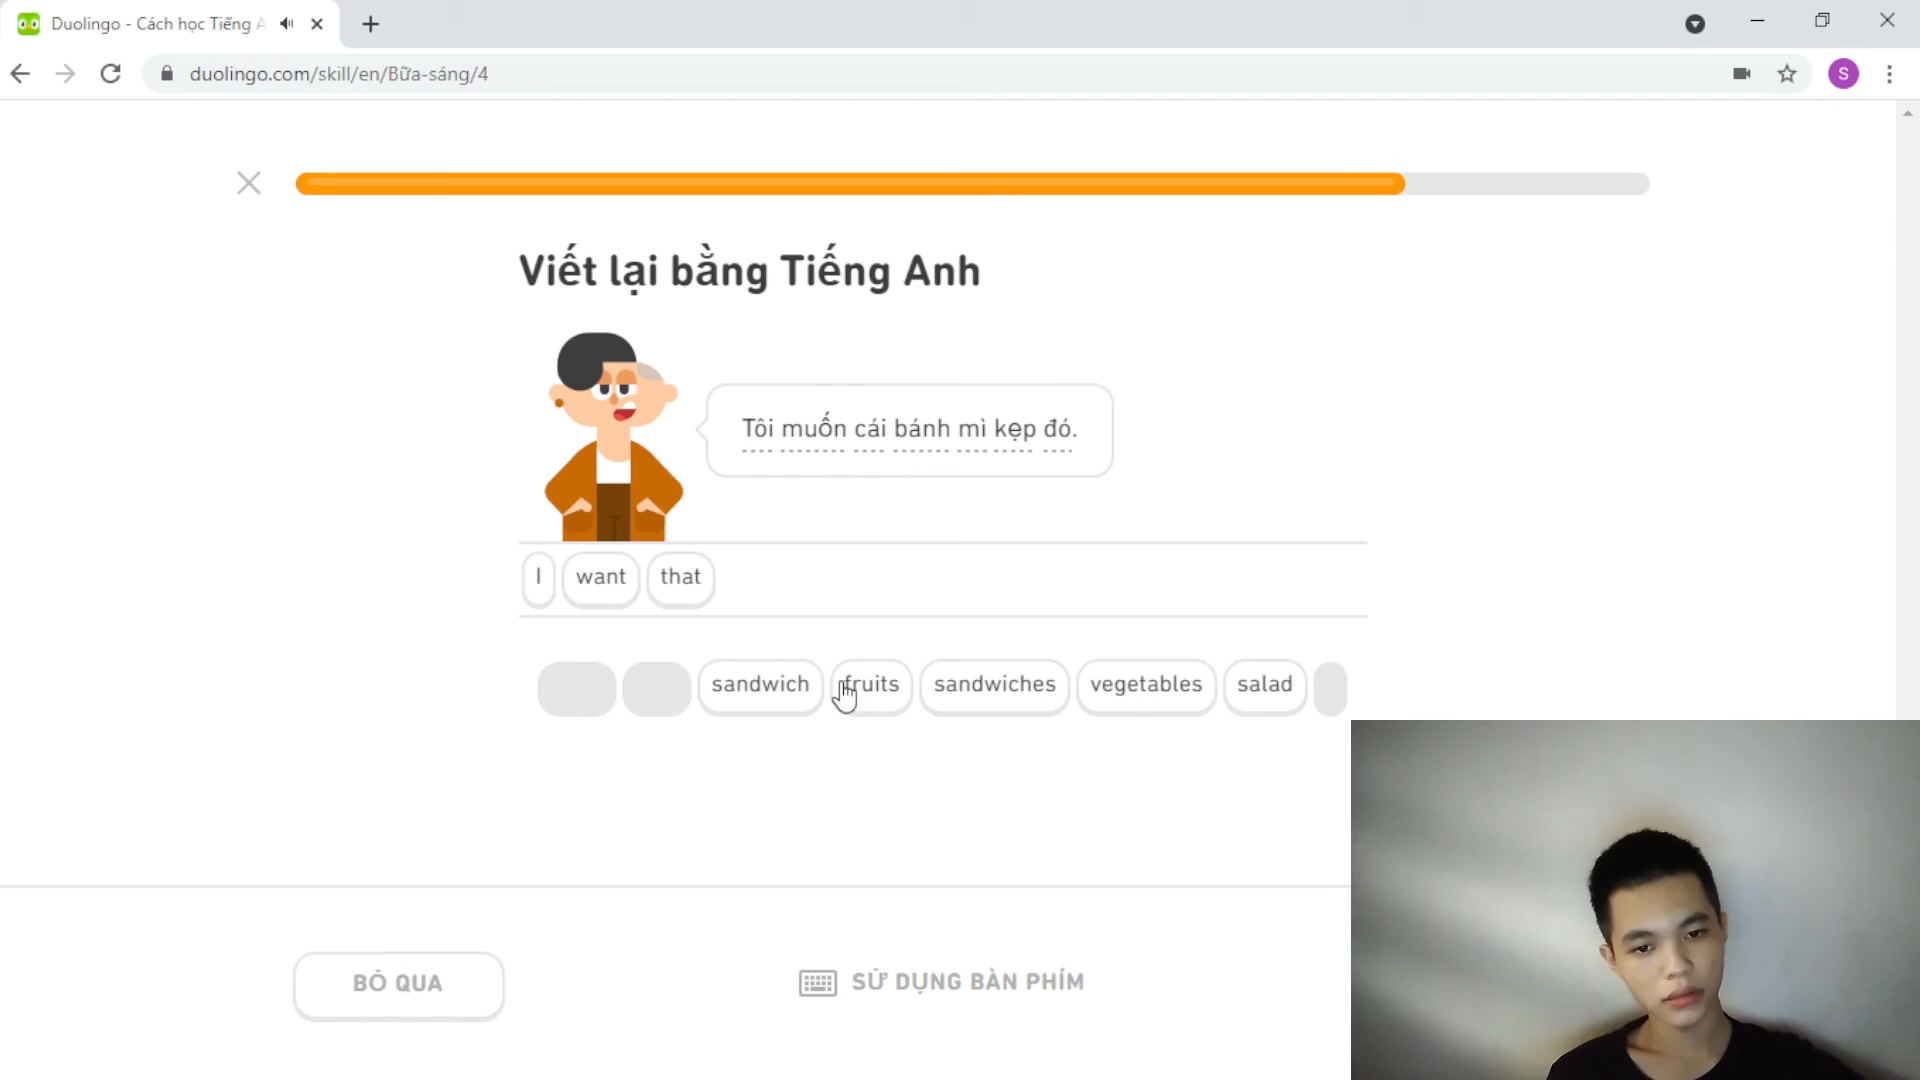 Duolingo - Cách học Tiếng A
duolingo.com/skill/en/Bữa-sáng/4
S
Viết lại bằng Tiếng Anh
Tôi muốn cái bánh mì kẹp đó.
I want that
sandwich fruits sandwiches vegetables salad
BỎ QUA
SỬ DỤNG BÀN PHÍM